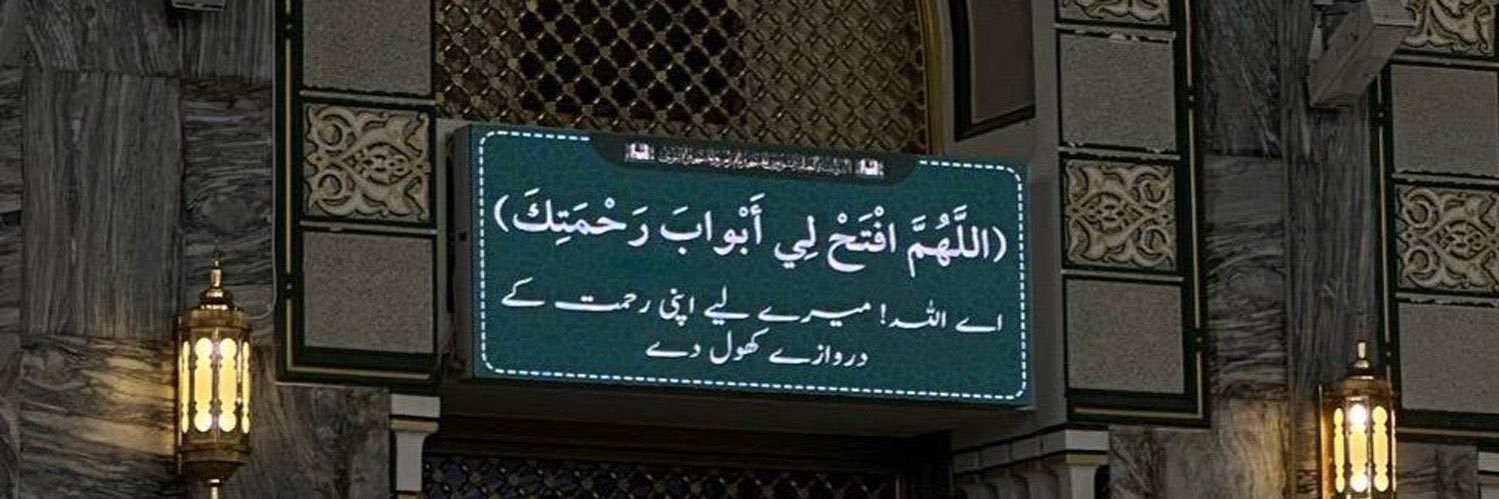 (اللَّهُمَّ افْتَحْ لِي أَبْوابَ رَحْمَتِكَ)
اے اللہ! میرے لیے اپنی رحمت کے
دروازے کھول دے